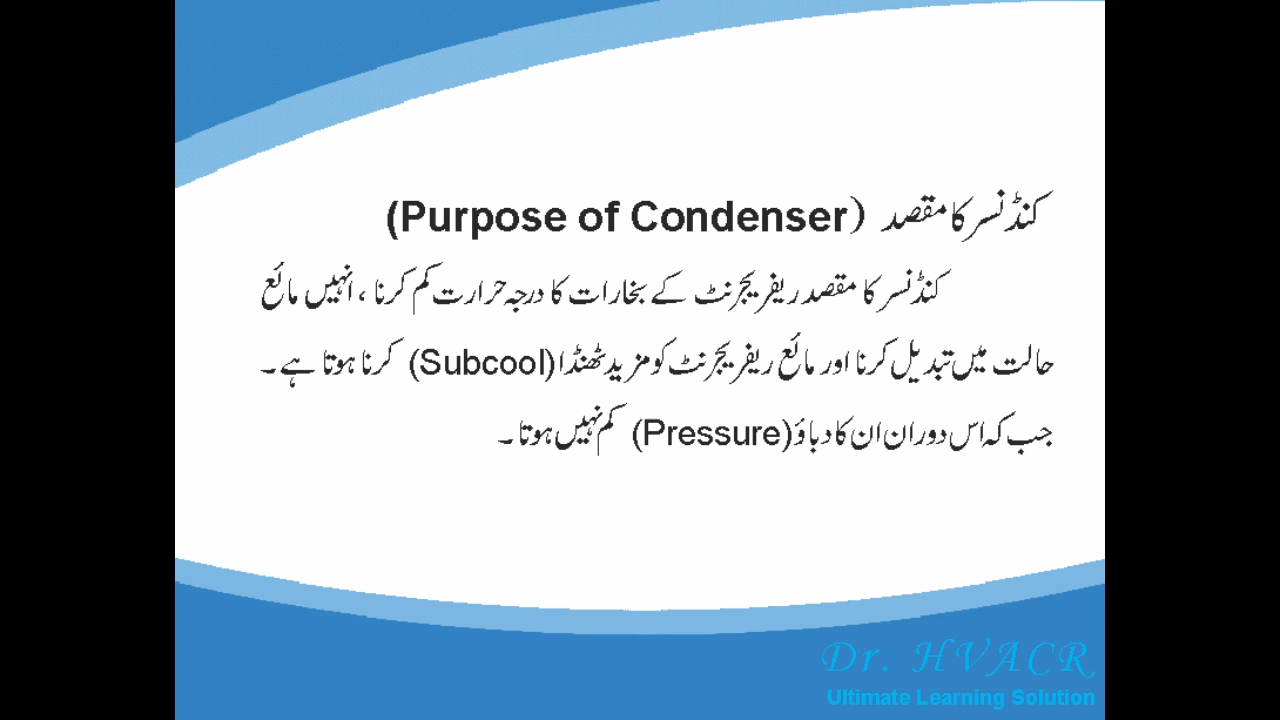 کنڈنسر کا مقصد (Purpose of Condenser)
کنڈنسر کا مقصد ریفریجرنٹ کے بخارات کا درجہ حرارت کم کرنا ، انہیں مائع
حالت میں تبدیل کرنا اور مائع ریفریجرنٹ کو مزید ٹھنڈا (Subcool) کرنا ہوتا ہے ۔
جب کہ اس دوران ان کا دباؤ (Pressure) کم نہیں ہوتا ۔
Dr. HVACR
Ultimate Learning Solution